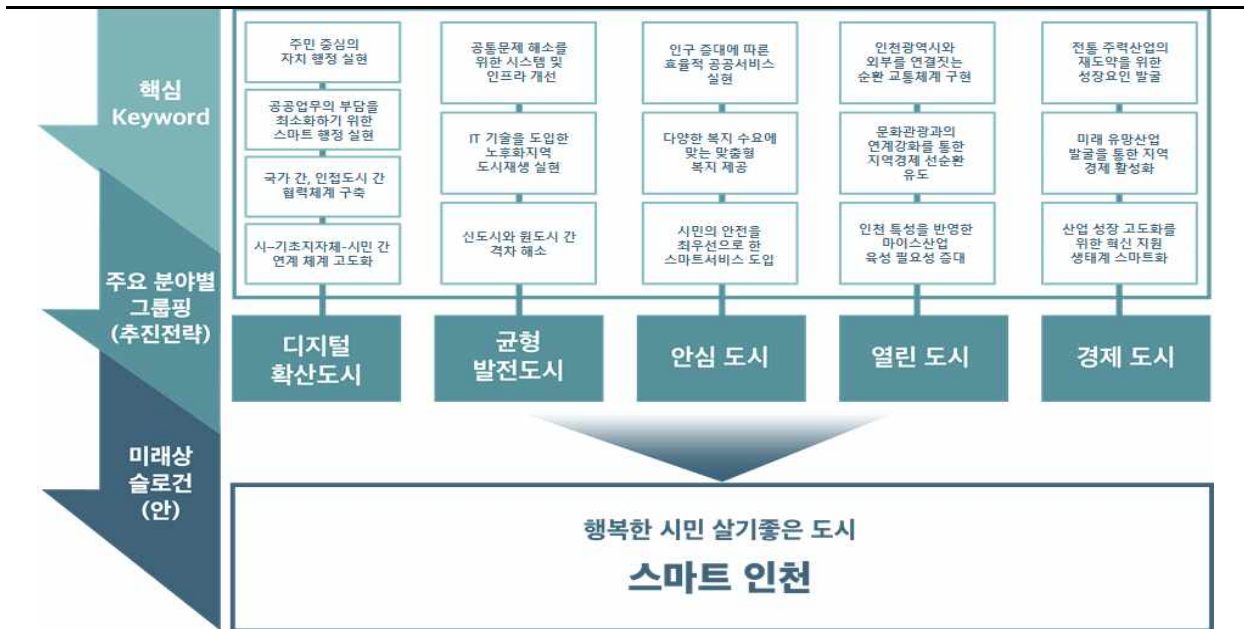 핵심
Keyword
주민 중심의
자치 행정 실현
공공업무의 부담을
최소화하기 위한
스마트 행정 실현
국가 간, 인접도시 간
협력체계 구축
시–기초지자체-시민 간
연계 체계 고도화
공통문제 해소를
위한 시스템 및
인프라 개선
IT 기술을 도입한
노후화지역
도시재생 실현
신도시와 원도시 간
격차 해소
인구 증대에 따른
효율적 공공서비스
실현
다양한 복지 수요에
맞는 맞춤형
복지 제공
시민의 안전을
최우선으로 한
스마트서비스 도입
인천광역시와
외부를 연결짓는
순환 교통체계 구현
문화관광과의
연계강화를 통한
지역경제 선순환
유도
인천 특성을 반영한
마이스산업
육성 필요성 증대
전통 주력산업의
재도약을 위한
성장요인 발굴
미래 유망산업
발굴을 통한 지역
경제 활성화
산업 성장 고도화를
위한 혁신 지원
생태계 스마트화
주요 분야별
그룹핑
(추진전략)
디지털
확산도시
균형
발전도시
안심 도시
열린 도시
경제 도시
미래상
슬로건
(안)
행복한 시민 살기좋은 도시
스마트 인천